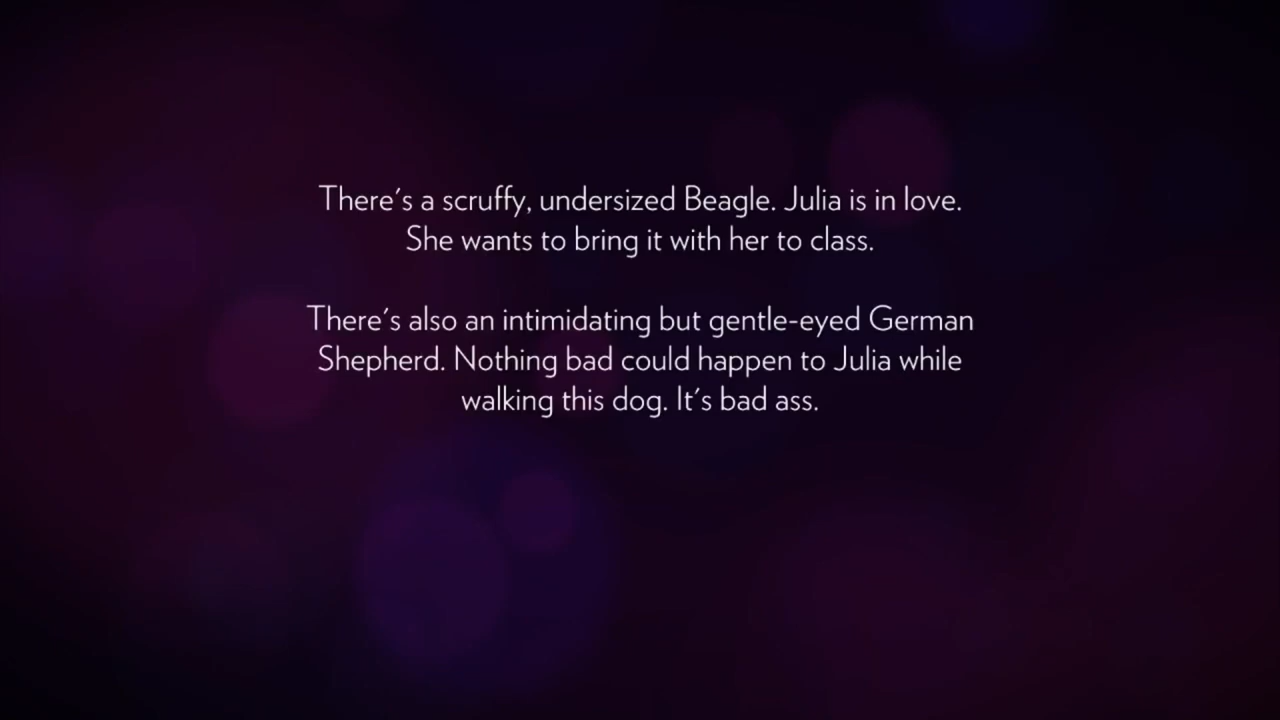 There's a scruffy, undersized Beagle. Julia is in love.
She wants to bring it with her to class.
There's also an intimidating but gentle-eyed German
Shepherd. Nothing bad could happen to Julia while
walking this dog. It's bad ass.